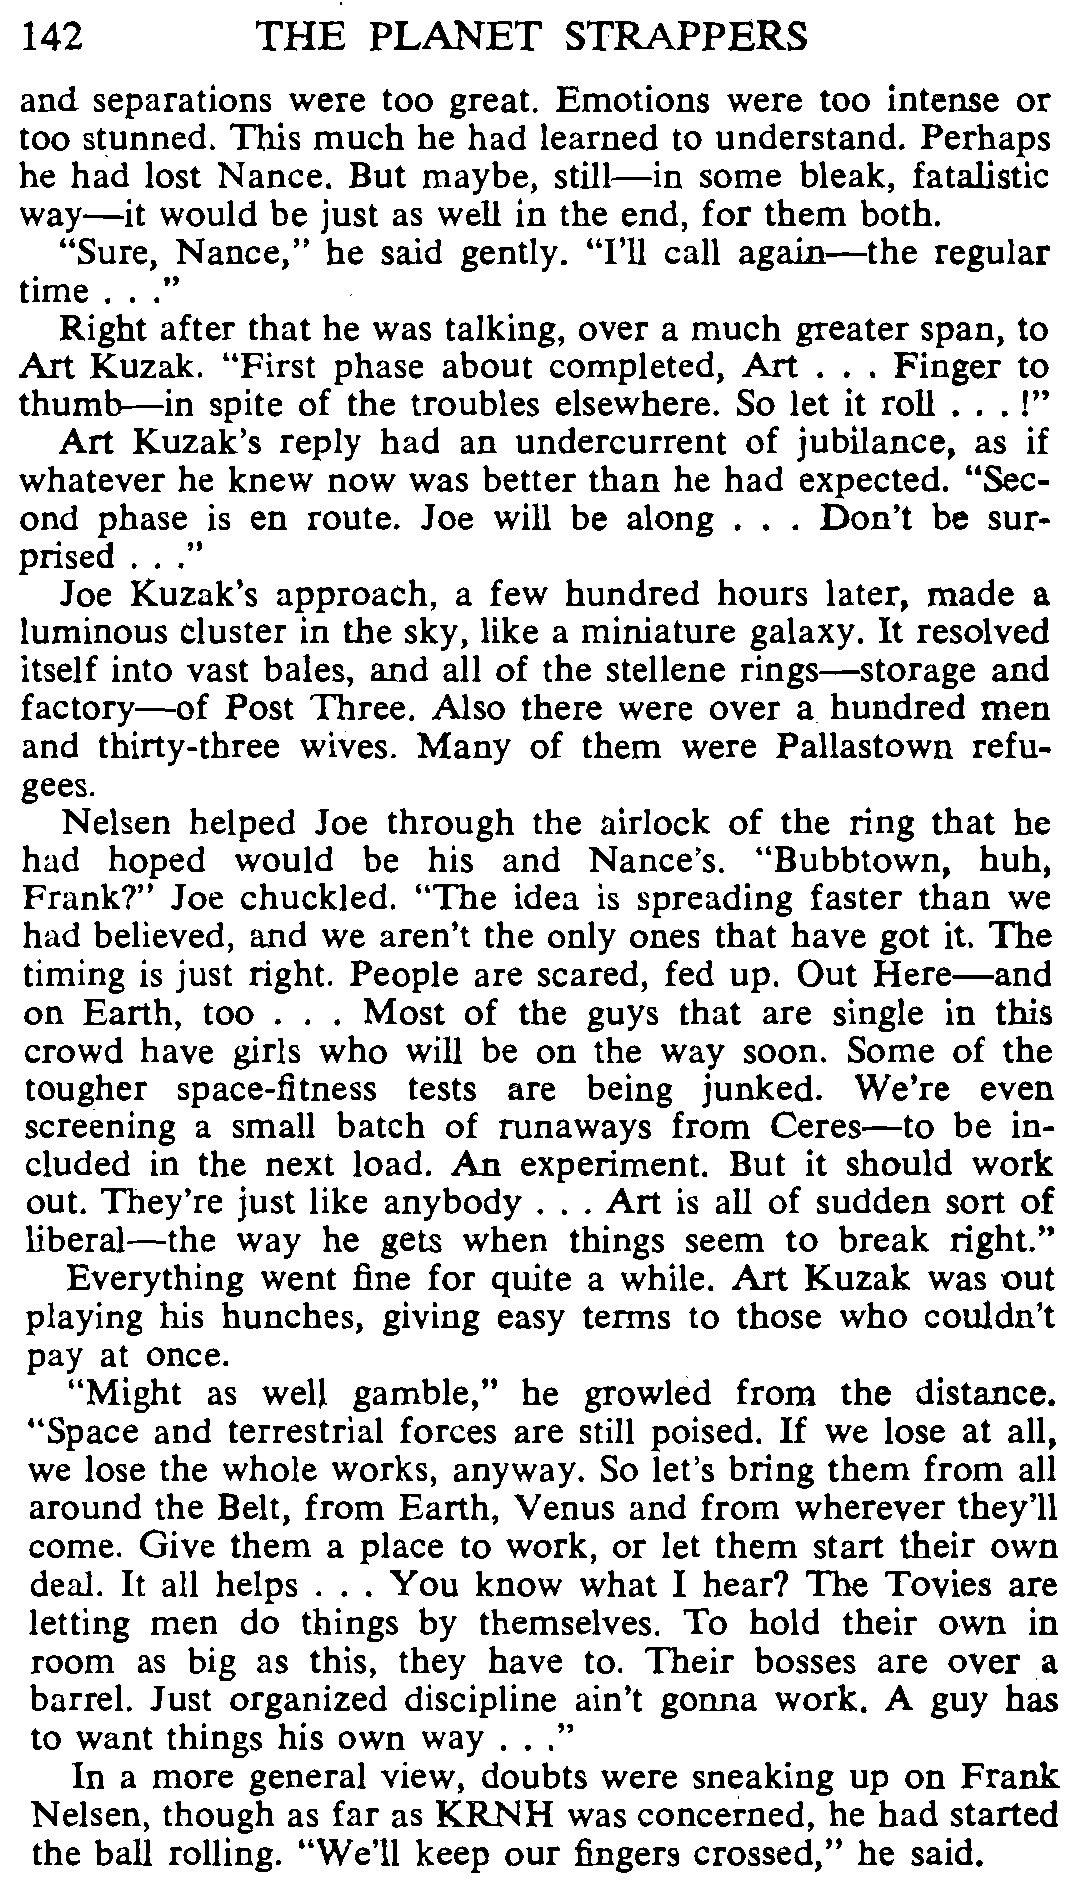 142 THE PLANET STRAPPERS
and separations were too great. Emotions were too intense or
too stunned. This much he had learned to understand. Perhaps
he had lost Nance. But maybe, still—in some bleak, fatalistic
way—it would be just as well in the end, for them both.
“Sure, Nance,” he said gently. “I’ll call again—the regular
time . . .”
Right after that he was talking, over a much greater span, to
Art Kuzak. “First phase about completed, Art . . . Finger to
thumb—in spite of the troubles elsewhere. So let it roll . . . !”
Art Kuzak’s reply had an undercurrent of jubilance, as if
whatever he knew now was better than he had expected. “Sec-
ond phase is en route. Joe will be along . . . Don’t be sur-
prised . . .”
Joe Kuzak’s approach, a few hundred hours later, made a
luminous cluster in the sky, like a miniature galaxy. It resolved
itself into vast bales, and all of the stellene rings—storage and
factory—of Post Three. Also there were over a hundred men
and thirty-three wives. Many of them were Pallastown refu-
gees.
Nelsen helped Joe through the airlock of the ring that he
had hoped would be his and Nance’s. “Bubbtown, huh,
Frank?” Joe chuckled. “The idea is spreading faster than we
had believed, and we aren’t the only ones that have got it. The
timing is just right. People are scared, fed up. Out Here—and
on Earth, too . . . Most of the guys that are single in this
crowd have girls who will be on the way soon. Some of the
tougher space-fitness tests are being junked. We’re even
screening a small batch of runaways from Ceres—to be in-
cluded in the next load. An experiment. But it should work
out. They’re just like anybody . . . Art is all of sudden sort of
liberal—the way he gets when things seem to break right.”
Everything went fine for quite a while. Art Kuzak was out
playing his hunches, giving easy terms to those who couldn’t
pay at once.
“Might as well gamble,” he growled from the distance.
“Space and terrestrial forces are still poised. If we lose at all,
we lose the whole works, anyway. So let’s bring them from all
around the Belt, from Earth, Venus and from wherever they’ll
come. Give them a place to work, or let them start their own
deal. It all helps . . . You know what I hear? The Tovies are
letting men do things by themselves. To hold their own in
room as big as this, they have to. Their bosses are over a
barrel. Just organized discipline ain’t gonna work. A guy has
to want things his own way . . .”
In a more general view, doubts were sneaking up on Frank
Nelsen, though as far as KRNH was concerned, he had started
the ball rolling. “We’ll keep our fingers crossed,” he said.